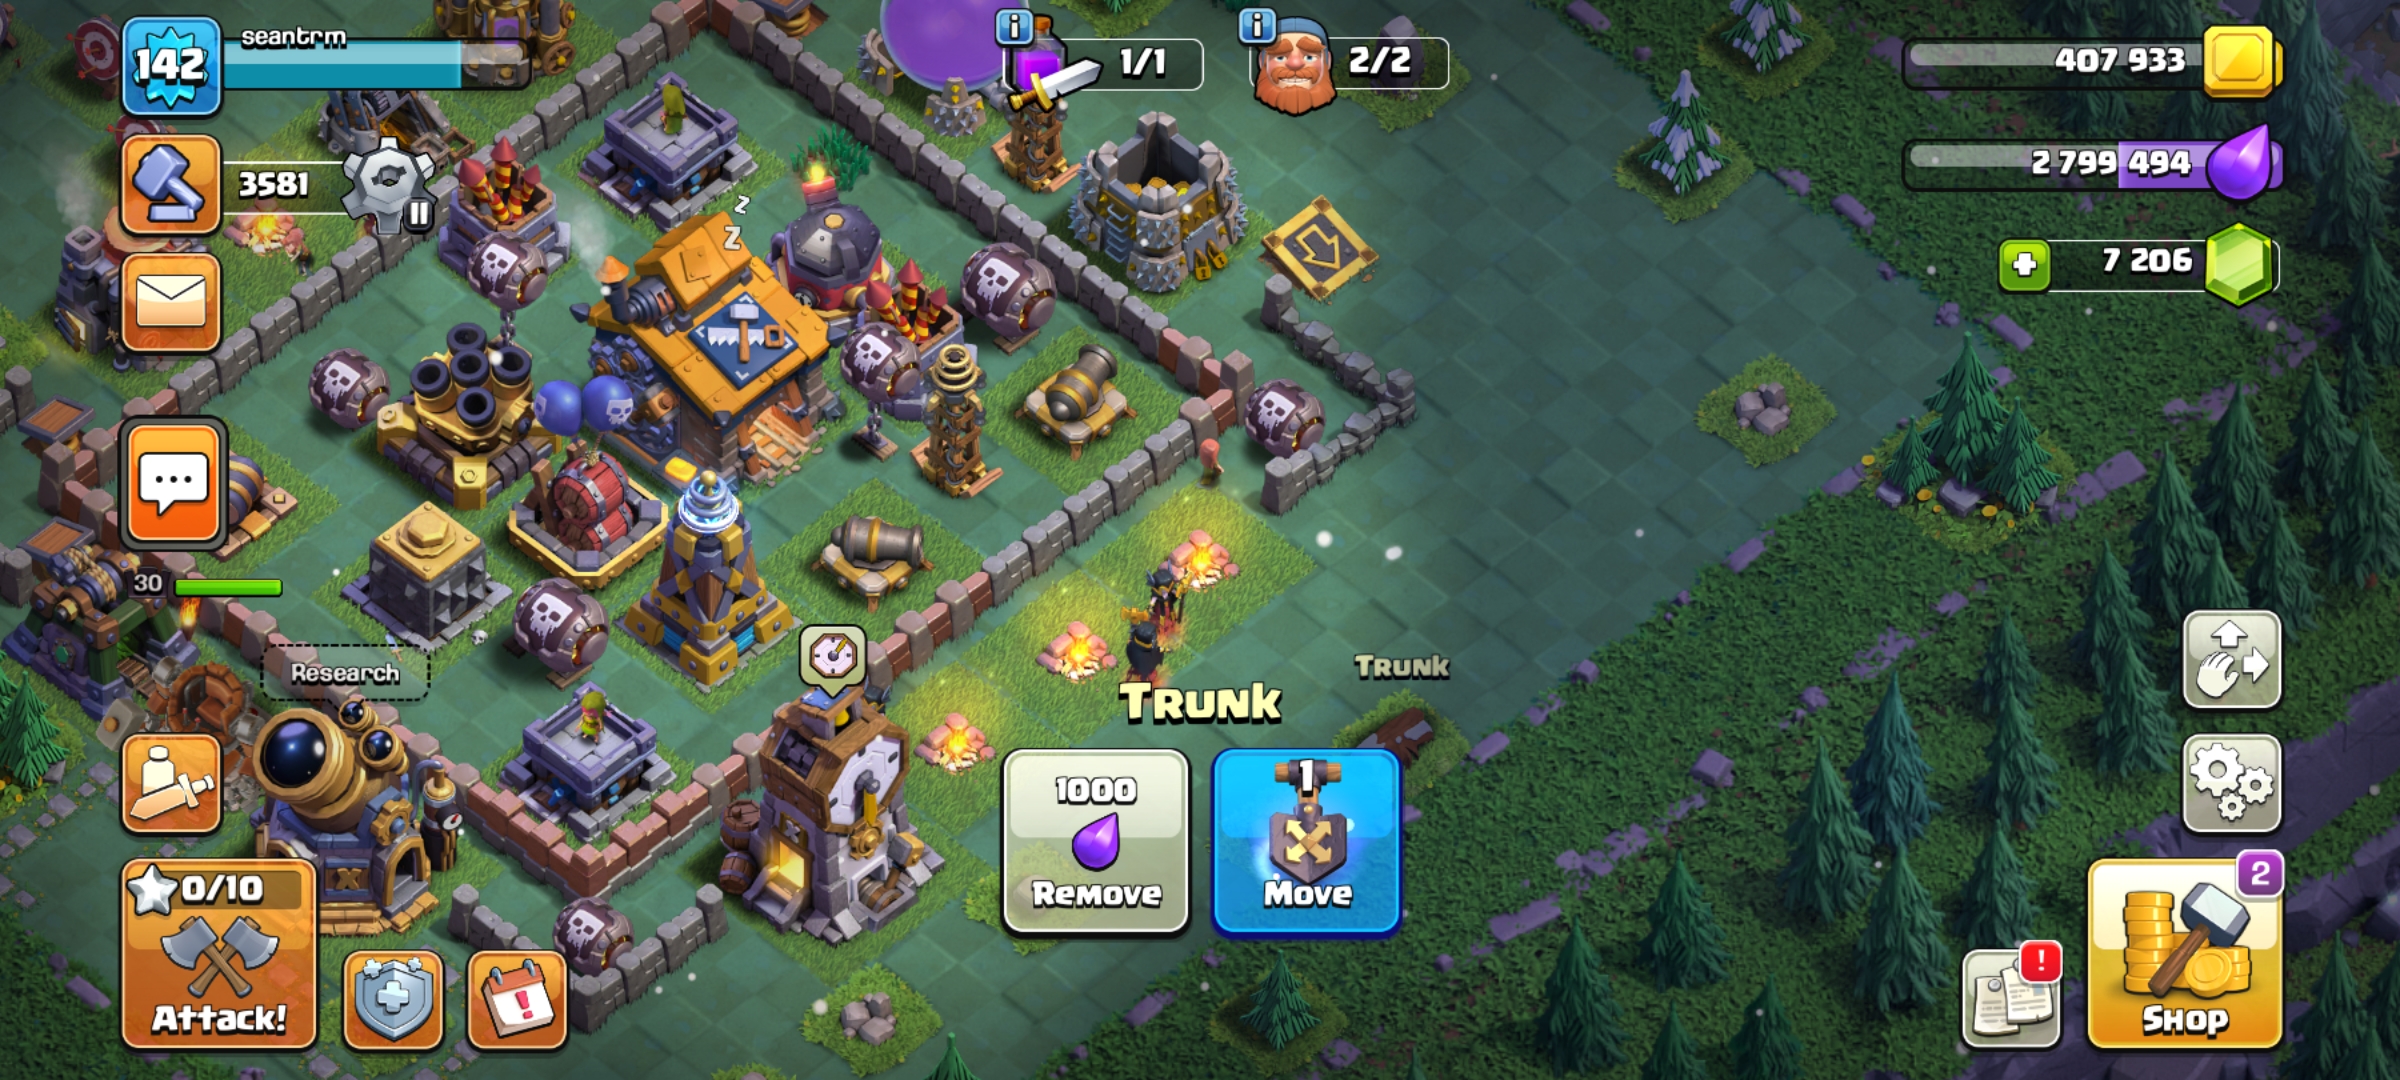 142
seantrm
1/1
2/2
407 933
3581
z
z
2 799 494
7 206
30
Research
TRUNK
TRUNK
1000
Remove
1
Move
0/10
Attack!
2
!
Shop